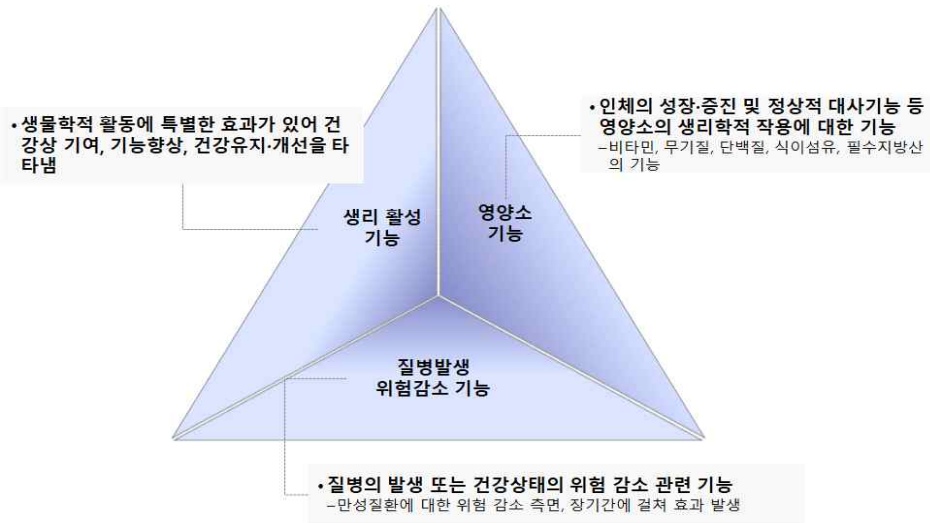 • 생물학적 활동에 특별한 효과가 있어 건
강상 기여, 기능향상, 건강유지·개선을 타
타냄
• 인체의 성장·증진 및 정상적 대사기능 등
영양소의 생리학적 작용에 대한 기능
–비타민, 무기질, 단백질, 식이섬유, 필수지방산
의 기능
생리 활성
기능
영양소
기능
질병발생
위험감소 기능
• 질병의 발생 또는 건강상태의 위험 감소 관련 기능
–만성질환에 대한 위험 감소 측면, 장기간에 걸쳐 효과 발생